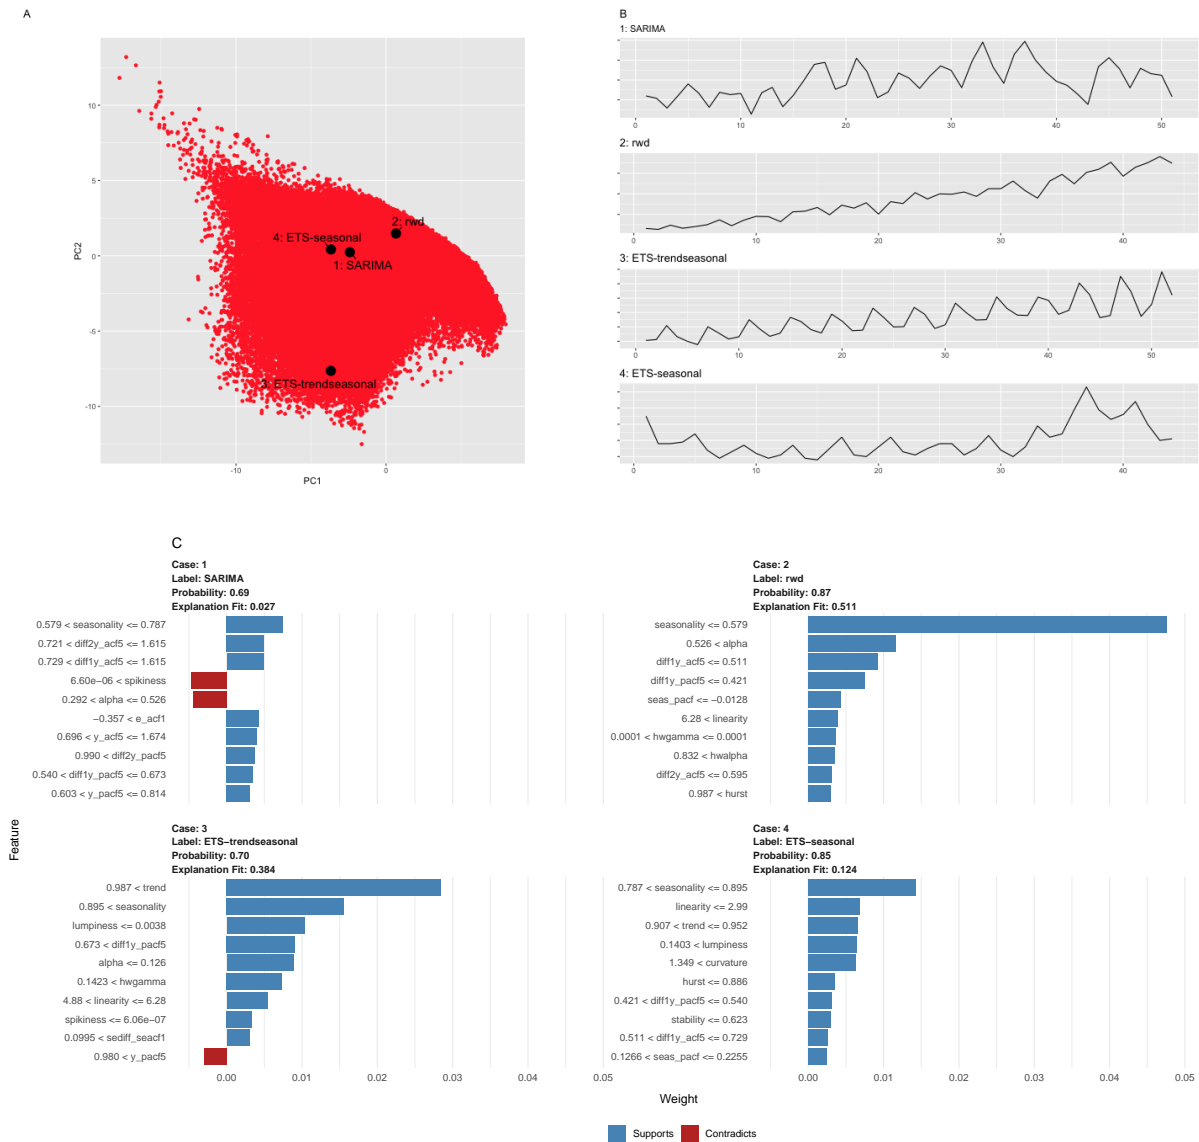 A
10
5
0
-5
-10
PC2
-10
0
PC1
2: rwd
4: ETS-seasonal
1: SARIMA
3: ETS-trendseasonal
B
1: SARIMA
0 10 20 30 40 50
2: rwd
0 10 20 30 40
3: ETS-trendseasonal
0 10 20 30 40 50
4: ETS-seasonal
0 10 20 30 40
C
Case: 1
Label: SARIMA
Probability: 0.69
Explanation Fit: 0.027
0.579 < seasonality <= 0.787
0.721 < diff2y_acf5 <= 1.615
0.729 < diff1y_acf5 <= 1.615
6.60e−06 < spikiness
0.292 < alpha <= 0.526
−0.357 < e_acf1
0.696 < y_acf5 <= 1.674
0.990 < diff2y_pacf5
0.540 < diff1y_pacf5 <= 0.673
0.603 < y_pacf5 <= 0.814
Case: 2
Label: rwd
Probability: 0.87
Explanation Fit: 0.511
seasonality <= 0.579
0.526 < alpha
diff1y_acf5 <= 0.511
diff1y_pacf5 <= 0.421
seas_pacf <= −0.0128
6.28 < linearity
0.0001 < hwgamma <= 0.0001
0.832 < hwalpha
diff2y_acf5 <= 0.595
0.987 < hurst
Feature
Case: 3
Label: ETS−trendseasonal
Probability: 0.70
Explanation Fit: 0.384
0.987 < trend
0.895 < seasonality
lumpiness <= 0.0038
0.673 < diff1y_pacf5
alpha <= 0.126
0.1423 < hwgamma
4.88 < linearity <= 6.28
spikiness <= 6.06e−07
0.0995 < sediff_seacf1
0.980 < y_pacf5
0.00 0.01 0.02 0.03 0.04 0.05
Case: 4
Label: ETS−seasonal
Probability: 0.85
Explanation Fit: 0.124
0.787 < seasonality <= 0.895
linearity <= 2.99
0.907 < trend <= 0.952
0.1403 < lumpiness
1.349 < curvature
hurst <= 0.886
0.421 < diff1y_pacf5 <= 0.540
stability <= 0.623
0.511 < diff1y_acf5 <= 0.729
0.1266 < seas_pacf <= 0.2255
0.00 0.01 0.02 0.03 0.04 0.05
Weight
Supports Contradicts